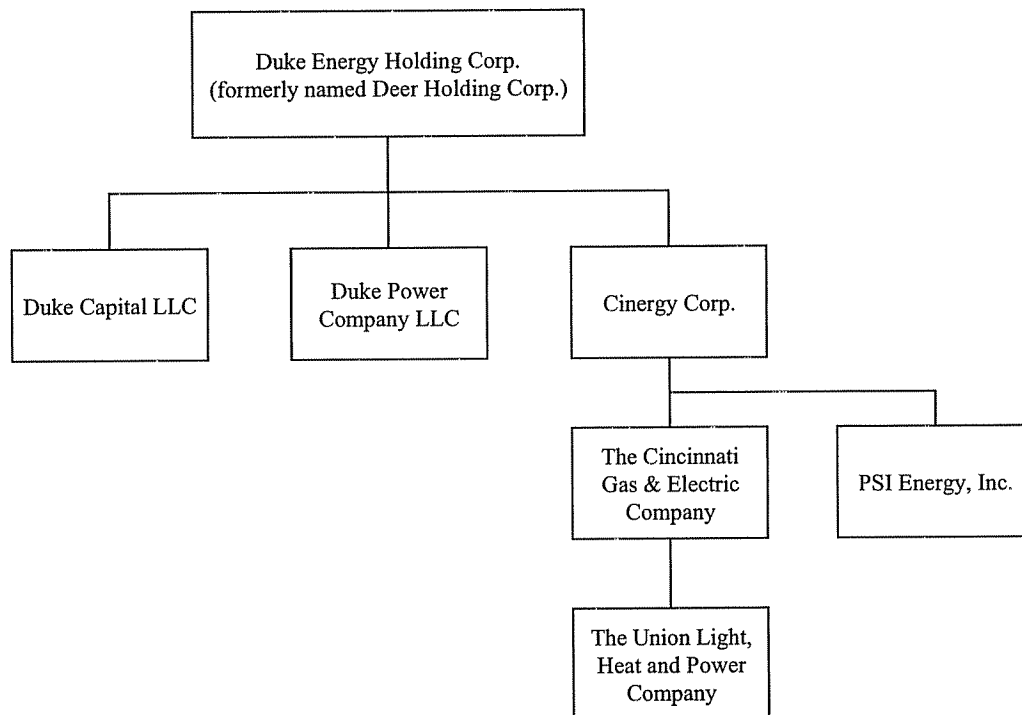 Duke Energy Holding Corp.
(formerly named Deer Holding Corp.)
Duke Capital LLC
Duke Power
Company LLC
Cinergy Corp.
The Cincinnati
Gas & Electric
Company
PSI Energy, Inc.
The Union Light,
Heat and Power
Company